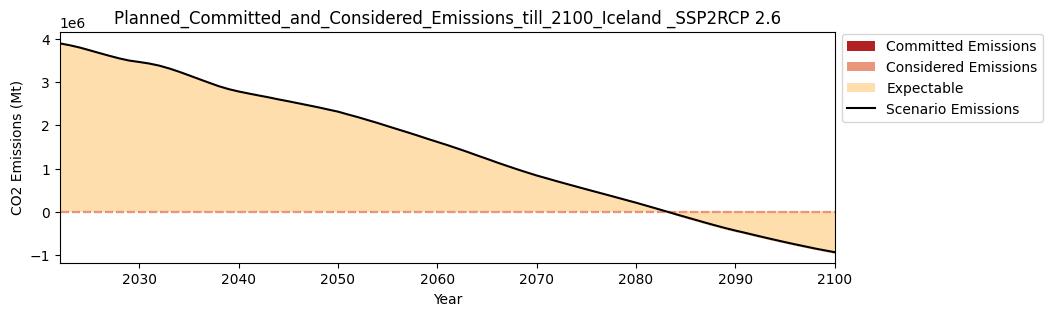 Planned_Committed_and_Considered_Emissions_till_2100_Iceland _SSP2RCP 2.6
1e6
4
3
2
1
0
−1
CO2 Emissions (Mt)
2030 2040 2050 2060 2070 2080 2090 2100
Year
Committed Emissions
Considered Emissions
Expectable
Scenario Emissions